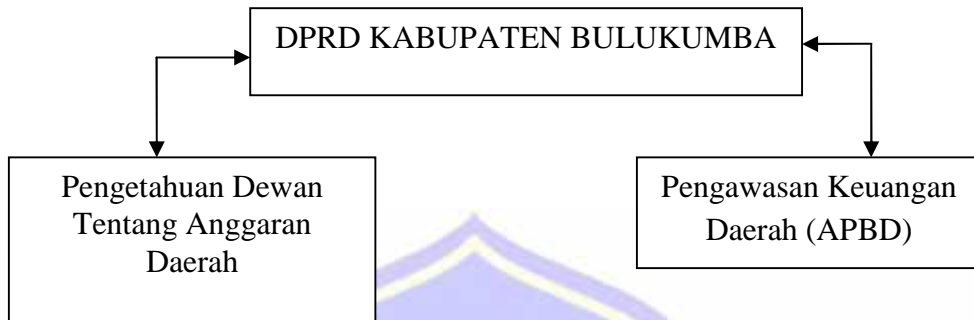 DPRD KABUPATEN BULUKUMBA
Pengetahuan Dewan
Tentang Anggaran
Daerah
Pengawasan Keuangan
Daerah (APBD)